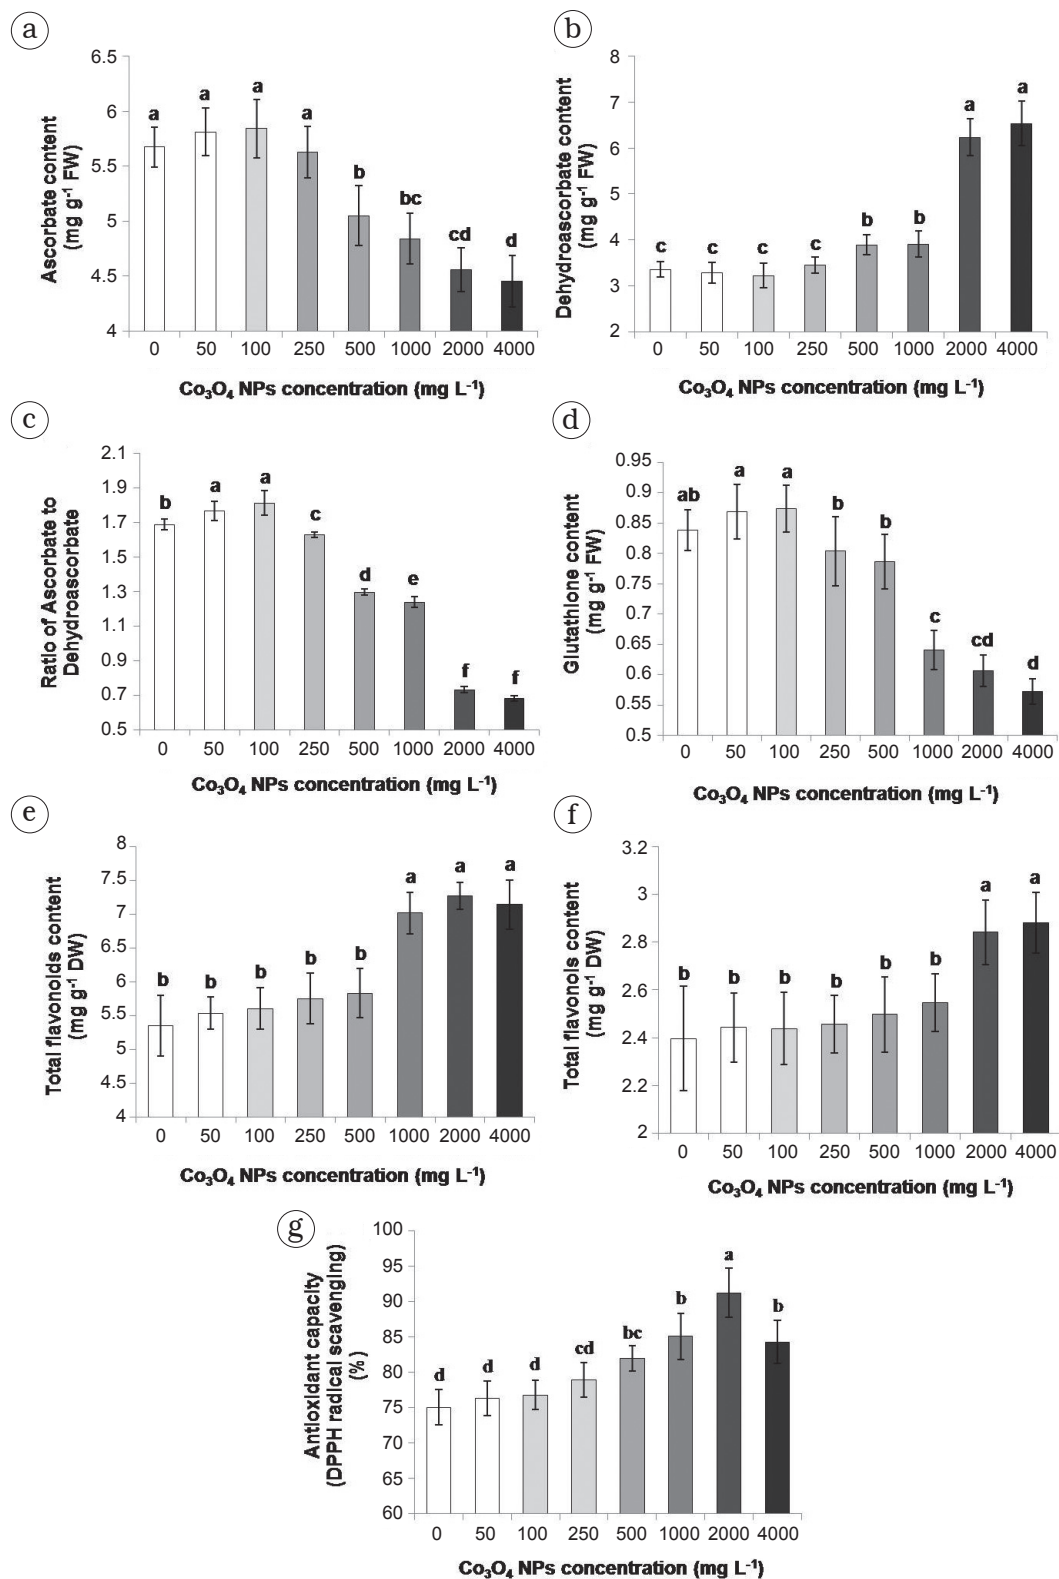 a
Ascorbate content
(mg g⁻¹ FW)
6.5
6
5.5
5
4.5
4
a a a a b bc cd d
0 50 100 250 500 1000 2000 4000
Co₃O₄ NPs concentration (mg L⁻¹)
b
Dehydroascorbate content
(mg g⁻¹ FW)
8
7
6
5
4
3
2
c c c c b b a a
0 50 100 250 500 1000 2000 4000
Co₃O₄ NPs concentration (mg L⁻¹)
c
Ratio of Ascorbate to
Dehydroascorbate
2.1
1.9
1.7
1.5
1.3
1.1
0.9
0.7
0.5
b a a c d e f f
0 50 100 250 500 1000 2000 4000
Co₃O₄ NPs concentration (mg L⁻¹)
d
Glutathione content
(mg g⁻¹ FW)
0.95
0.9
0.85
0.8
0.75
0.7
0.65
0.6
0.55
0.5
ab a a b b c cd d
0 50 100 250 500 1000 2000 4000
Co₃O₄ NPs concentration (mg L⁻¹)
e
Total flavonoids content
(mg g⁻¹ DW)
8
7.5
7
6.5
6
5.5
5
4.5
4
b b b b b a a a
0 50 100 250 500 1000 2000 4000
Co₃O₄ NPs concentration (mg L⁻¹)
f
Total flavonols content
(mg g⁻¹ DW)
3.2
3
2.8
2.6
2.4
2.2
2
b b b b b b a a
0 50 100 250 500 1000 2000 4000
Co₃O₄ NPs concentration (mg L⁻¹)
g
Antioxidant capacity
(DPPH radical scavenging)
(%)
100
95
90
85
80
75
70
65
60
d d d cd bc b a b
0 50 100 250 500 1000 2000 4000
Co₃O₄ NPs concentration (mg L⁻¹)